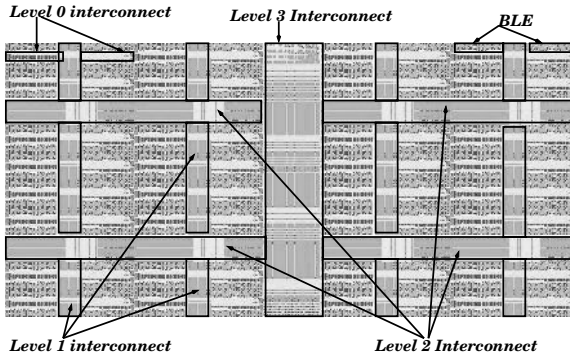 Level 0 interconnect
Level 3 Interconnect
BLE
Level 1 interconnect
Level 2 Interconnect